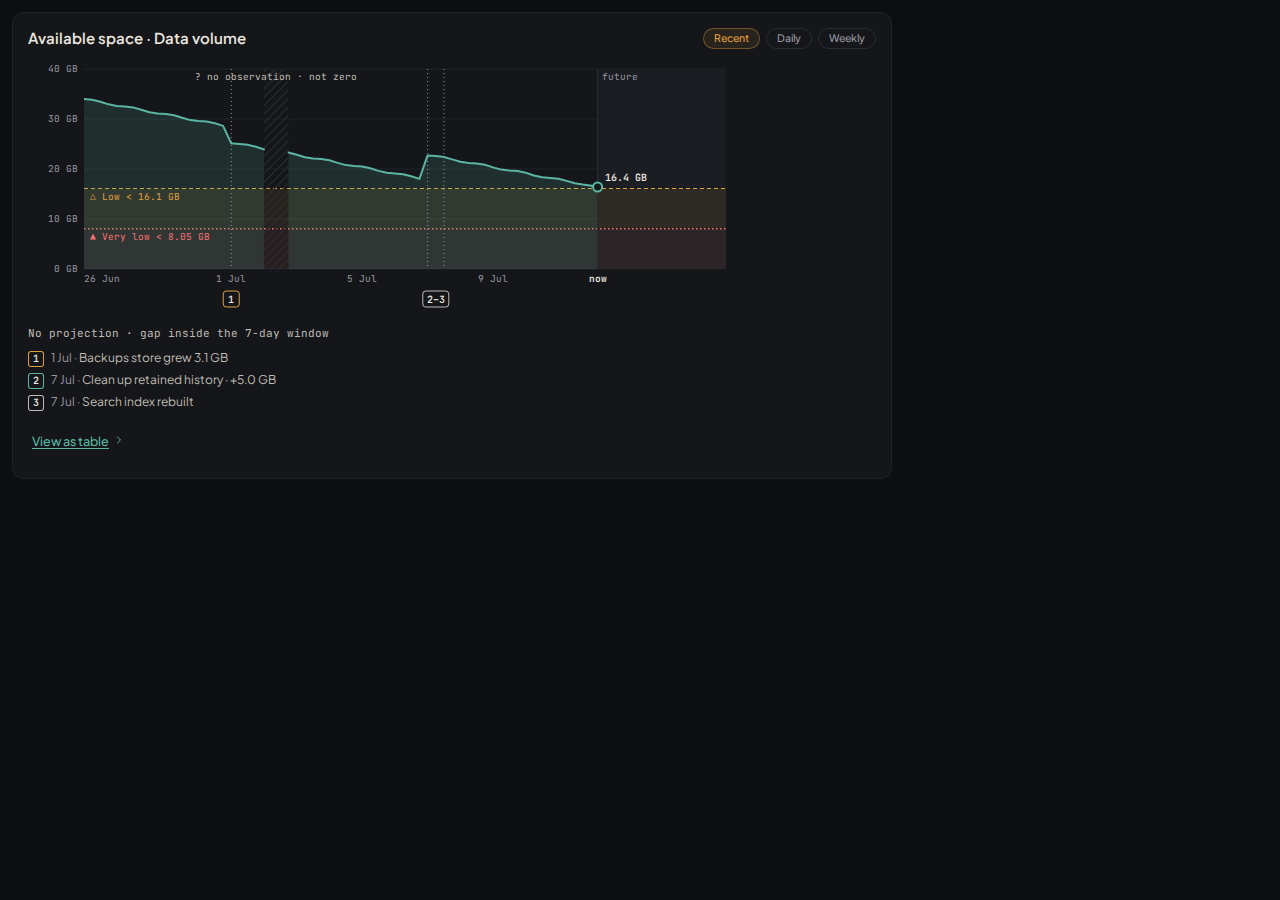 Available space · Data volume
Recent Daily Weekly
40 GB
? no observation · not zero
future
30 GB
20 GB
16.4 GB
△ Low < 16.1 GB
10 GB
▲ Very low < 8.05 GB
0 GB
26 Jun 1 Jul 5 Jul 9 Jul now
1 2–3
No projection · gap inside the 7-day window
1 1 Jul · Backups store grew 3.1 GB
2 7 Jul · Clean up retained history · +5.0 GB
3 7 Jul · Search index rebuilt
View as table ›